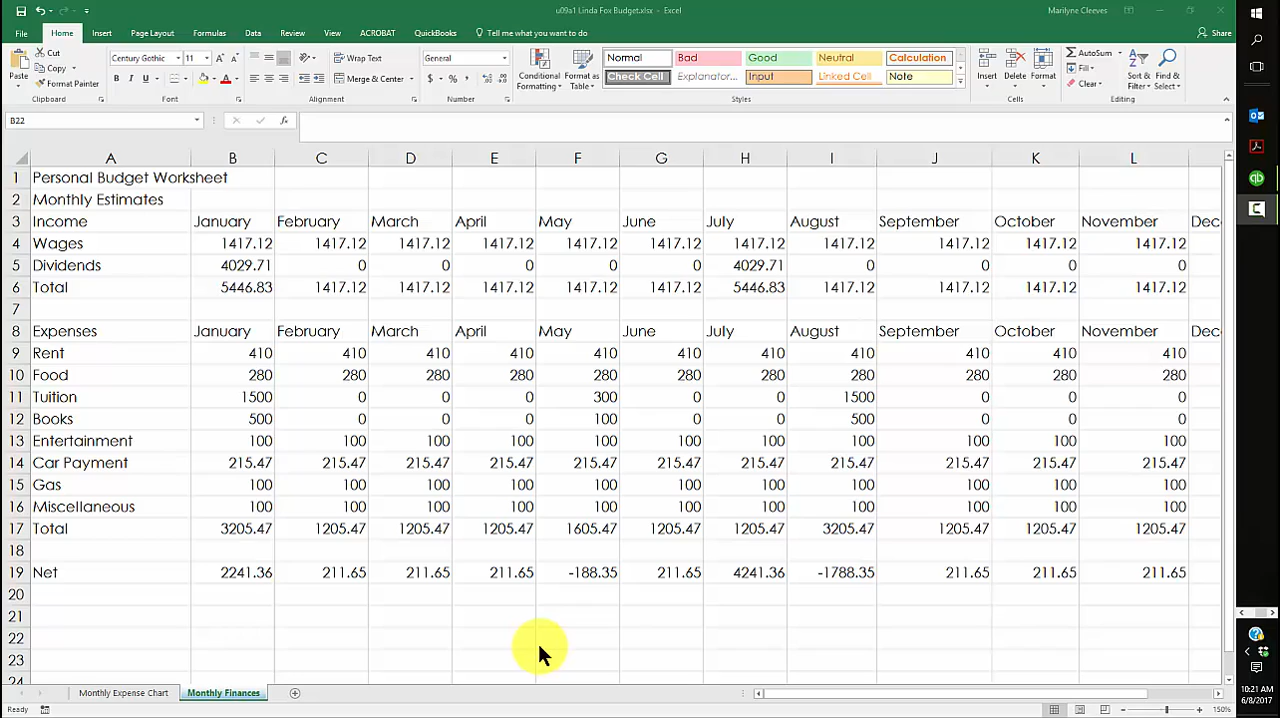 u09a1 Linda Fox Budget.xlsx - Excel
Marilyne Cleeves
File Home Insert Page Layout Formulas Data Review View ACROBAT QuickBooks Tell me what you want to do Share
Cut
Copy
Format Painter
Paste
Clipboard
Century Gothic 11
B I U
Font
Wrap Text
Merge & Center
Alignment
General
$ % ,
Number
Conditional Formatting
Format as Table
Normal Bad Good Neutral Calculation
Check Cell Explanator... Input Linked Cell Note
Styles
Insert Delete Format
Cells
AutoSum
Fill
Clear
Sort & Filter
Find & Select
Editing
B22 fx
A B C D E F G H I J K L
1 Personal Budget Worksheet
2 Monthly Estimates
3 Income January February March April May June July August September October November Dec
4 Wages 1417.12 1417.12 1417.12 1417.12 1417.12 1417.12 1417.12 1417.12 1417.12 1417.12 1417.12
5 Dividends 4029.71 0 0 0 0 0 4029.71 0 0 0 0
6 Total 5446.83 1417.12 1417.12 1417.12 1417.12 1417.12 5446.83 1417.12 1417.12 1417.12 1417.12
7
8 Expenses January February March April May June July August September October November Dec
9 Rent 410 410 410 410 410 410 410 410 410 410 410
10 Food 280 280 280 280 280 280 280 280 280 280 280
11 Tuition 1500 0 0 0 300 0 0 1500 0 0 0
12 Books 500 0 0 0 100 0 0 500 0 0 0
13 Entertainment 100 100 100 100 100 100 100 100 100 100 100
14 Car Payment 215.47 215.47 215.47 215.47 215.47 215.47 215.47 215.47 215.47 215.47 215.47
15 Gas 100 100 100 100 100 100 100 100 100 100 100
16 Miscellaneous 100 100 100 100 100 100 100 100 100 100 100
17 Total 3205.47 1205.47 1205.47 1205.47 1605.47 1205.47 1205.47 3205.47 1205.47 1205.47 1205.47
18
19 Net 2241.36 211.65 211.65 211.65 -188.35 211.65 4241.36 -1788.35 211.65 211.65 211.65
20
21
22
23
24
Monthly Expense Chart Monthly Finances
Ready 150%
10:21 AM
6/8/2017